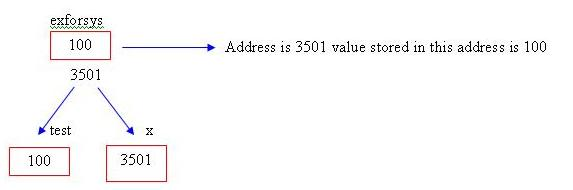 exforsys
100
Address is 3501 value stored in this address is 100
3501
test
x
100
3501